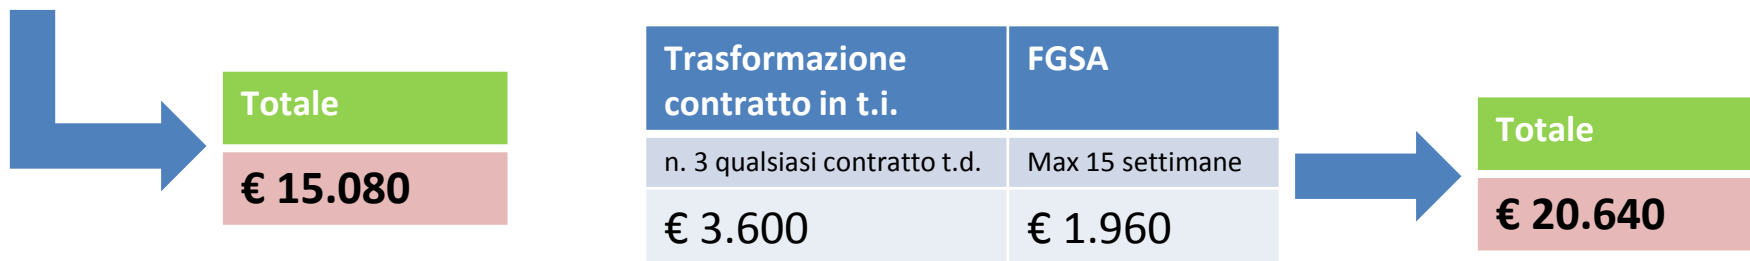 Totale
€ 15.080
Trasformazione
contratto in t.i.
FGSA
n. 3 qualsiasi contratto t.d.
Max 15 settimane
€ 3.600
€ 1.960
Totale
€ 20.640